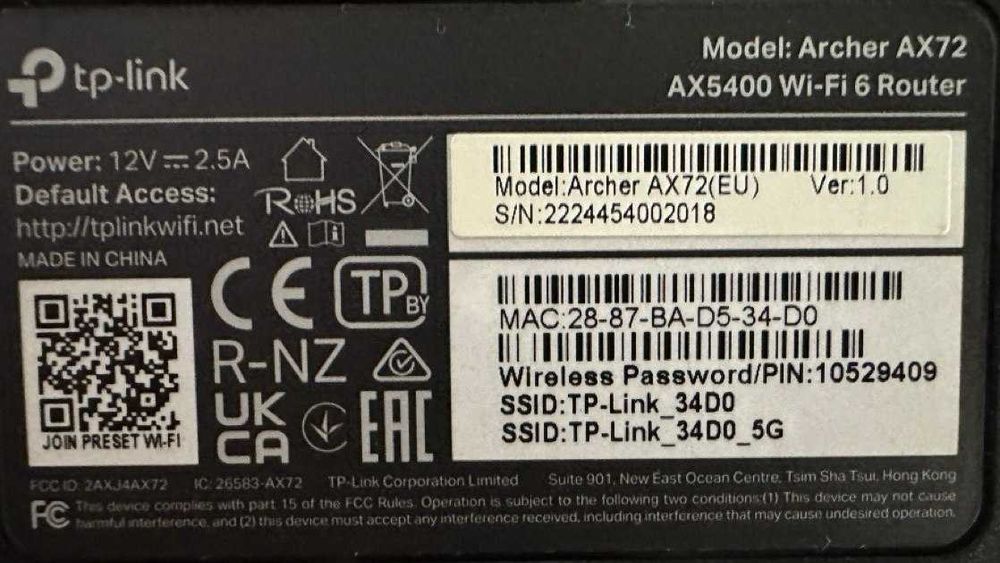 tp-link
Model: Archer AX72
AX5400 Wi-Fi 6 Router
Power: 12V ⎓ 2.5A
Default Access:
http://tplinkwifi.net
MADE IN CHINA
RoHS
CE
TP BY
R-NZ
UK
CA
EAC
JOIN PRESET WI-FI
Model:Archer AX72(EU) Ver:1.0
S/N:2224454002018
MAC:28-87-BA-D5-34-D0
Wireless Password/PIN:10529409
SSID:TP-Link_34D0
SSID:TP-Link_34D0_5G
FCC ID: 2AXJ4AX72 IC: 26583-AX72 TP-Link Corporation Limited Suite 901, New East Ocean Centre, Tsim Sha Tsui, Hong Kong
FC This device complies with part 15 of the FCC Rules. Operation is subject to the following two conditions:(1) This device may not cause
harmful interference, and (2) this device must accept any interference received, including interference that may cause undesired operation.